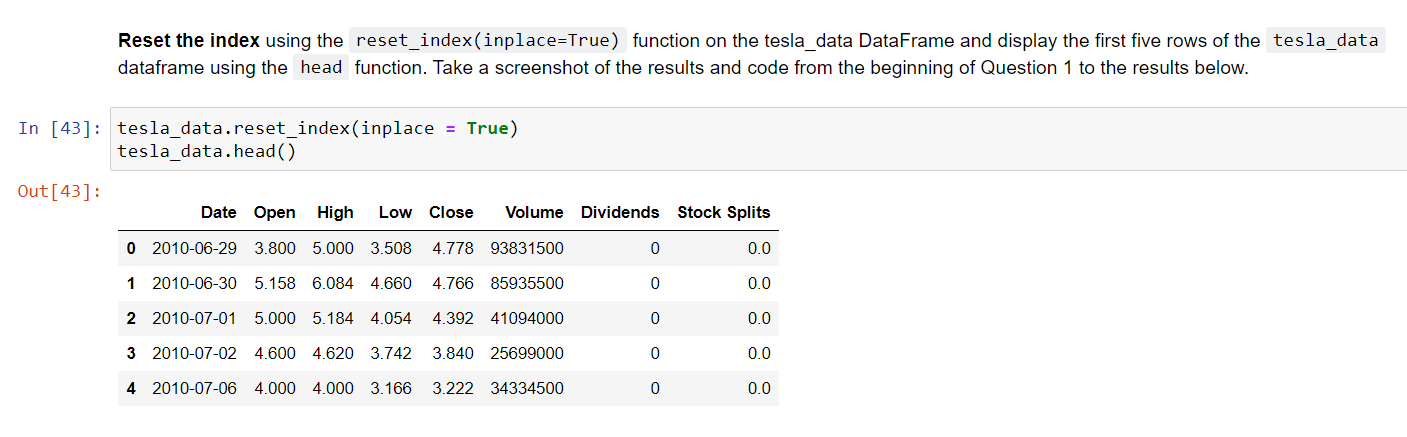 Reset the index using the reset_index(inplace=True) function on the tesla_data DataFrame and display the first five rows of the tesla_data
dataframe using the head function. Take a screenshot of the results and code from the beginning of Question 1 to the results below.
In [43]: tesla_data.reset_index(inplace = True)
tesla_data.head()
Out[43]:
Date Open High Low Close Volume Dividends Stock Splits
0 2010-06-29 3.800 5.000 3.508 4.778 93831500 0 0.0
1 2010-06-30 5.158 6.084 4.660 4.766 85935500 0 0.0
2 2010-07-01 5.000 5.184 4.054 4.392 41094000 0 0.0
3 2010-07-02 4.600 4.620 3.742 3.840 25699000 0 0.0
4 2010-07-06 4.000 4.000 3.166 3.222 34334500 0 0.0